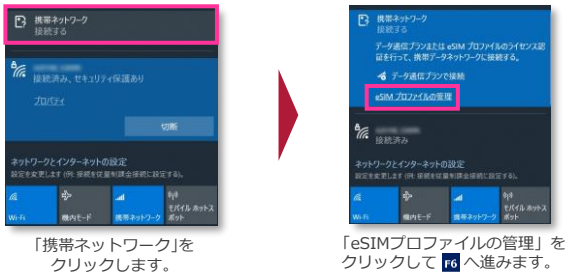 携帯ネットワーク
接続する
接続済み、セキュリティ保護あり
プロパティ
切断
ネットワークとインターネットの設定
設定を変更します (例: 接続を従量制課金接続に設定する)。
Wi-Fi
機内モード
携帯ネットワーク
モバイル ホットス
ポット
「携帯ネットワーク」を
クリックします。
携帯ネットワーク
接続する
データ通信プランまたは eSIM プロファイルのライセンス認
証を行って、携帯データネットワークに接続する。
データ通信プランで接続
eSIM プロファイルの管理
接続済み
ネットワークとインターネットの設定
設定を変更します (例: 接続を従量制課金接続に設定する)。
Wi-Fi
機内モード
携帯ネットワーク
モバイル ホットス
ポット
「eSIMプロファイルの管理」を
クリックして F6 へ進みます。